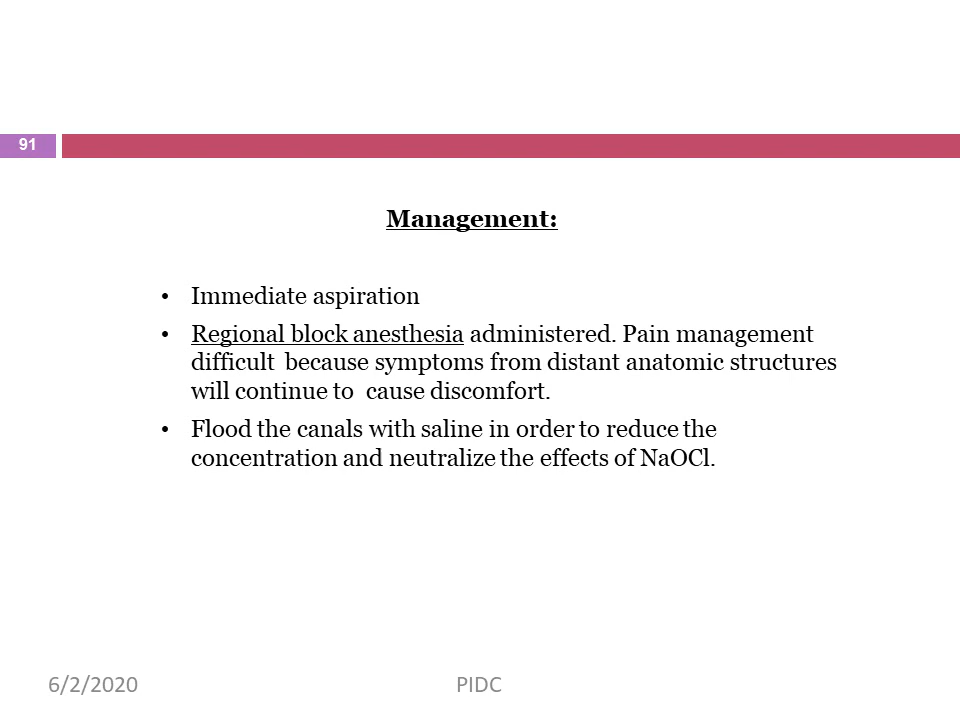 91
Management:
• Immediate aspiration
• Regional block anesthesia administered. Pain management
difficult because symptoms from distant anatomic structures
will continue to cause discomfort.
• Flood the canals with saline in order to reduce the
concentration and neutralize the effects of NaOCl.
6/2/2020 PIDC